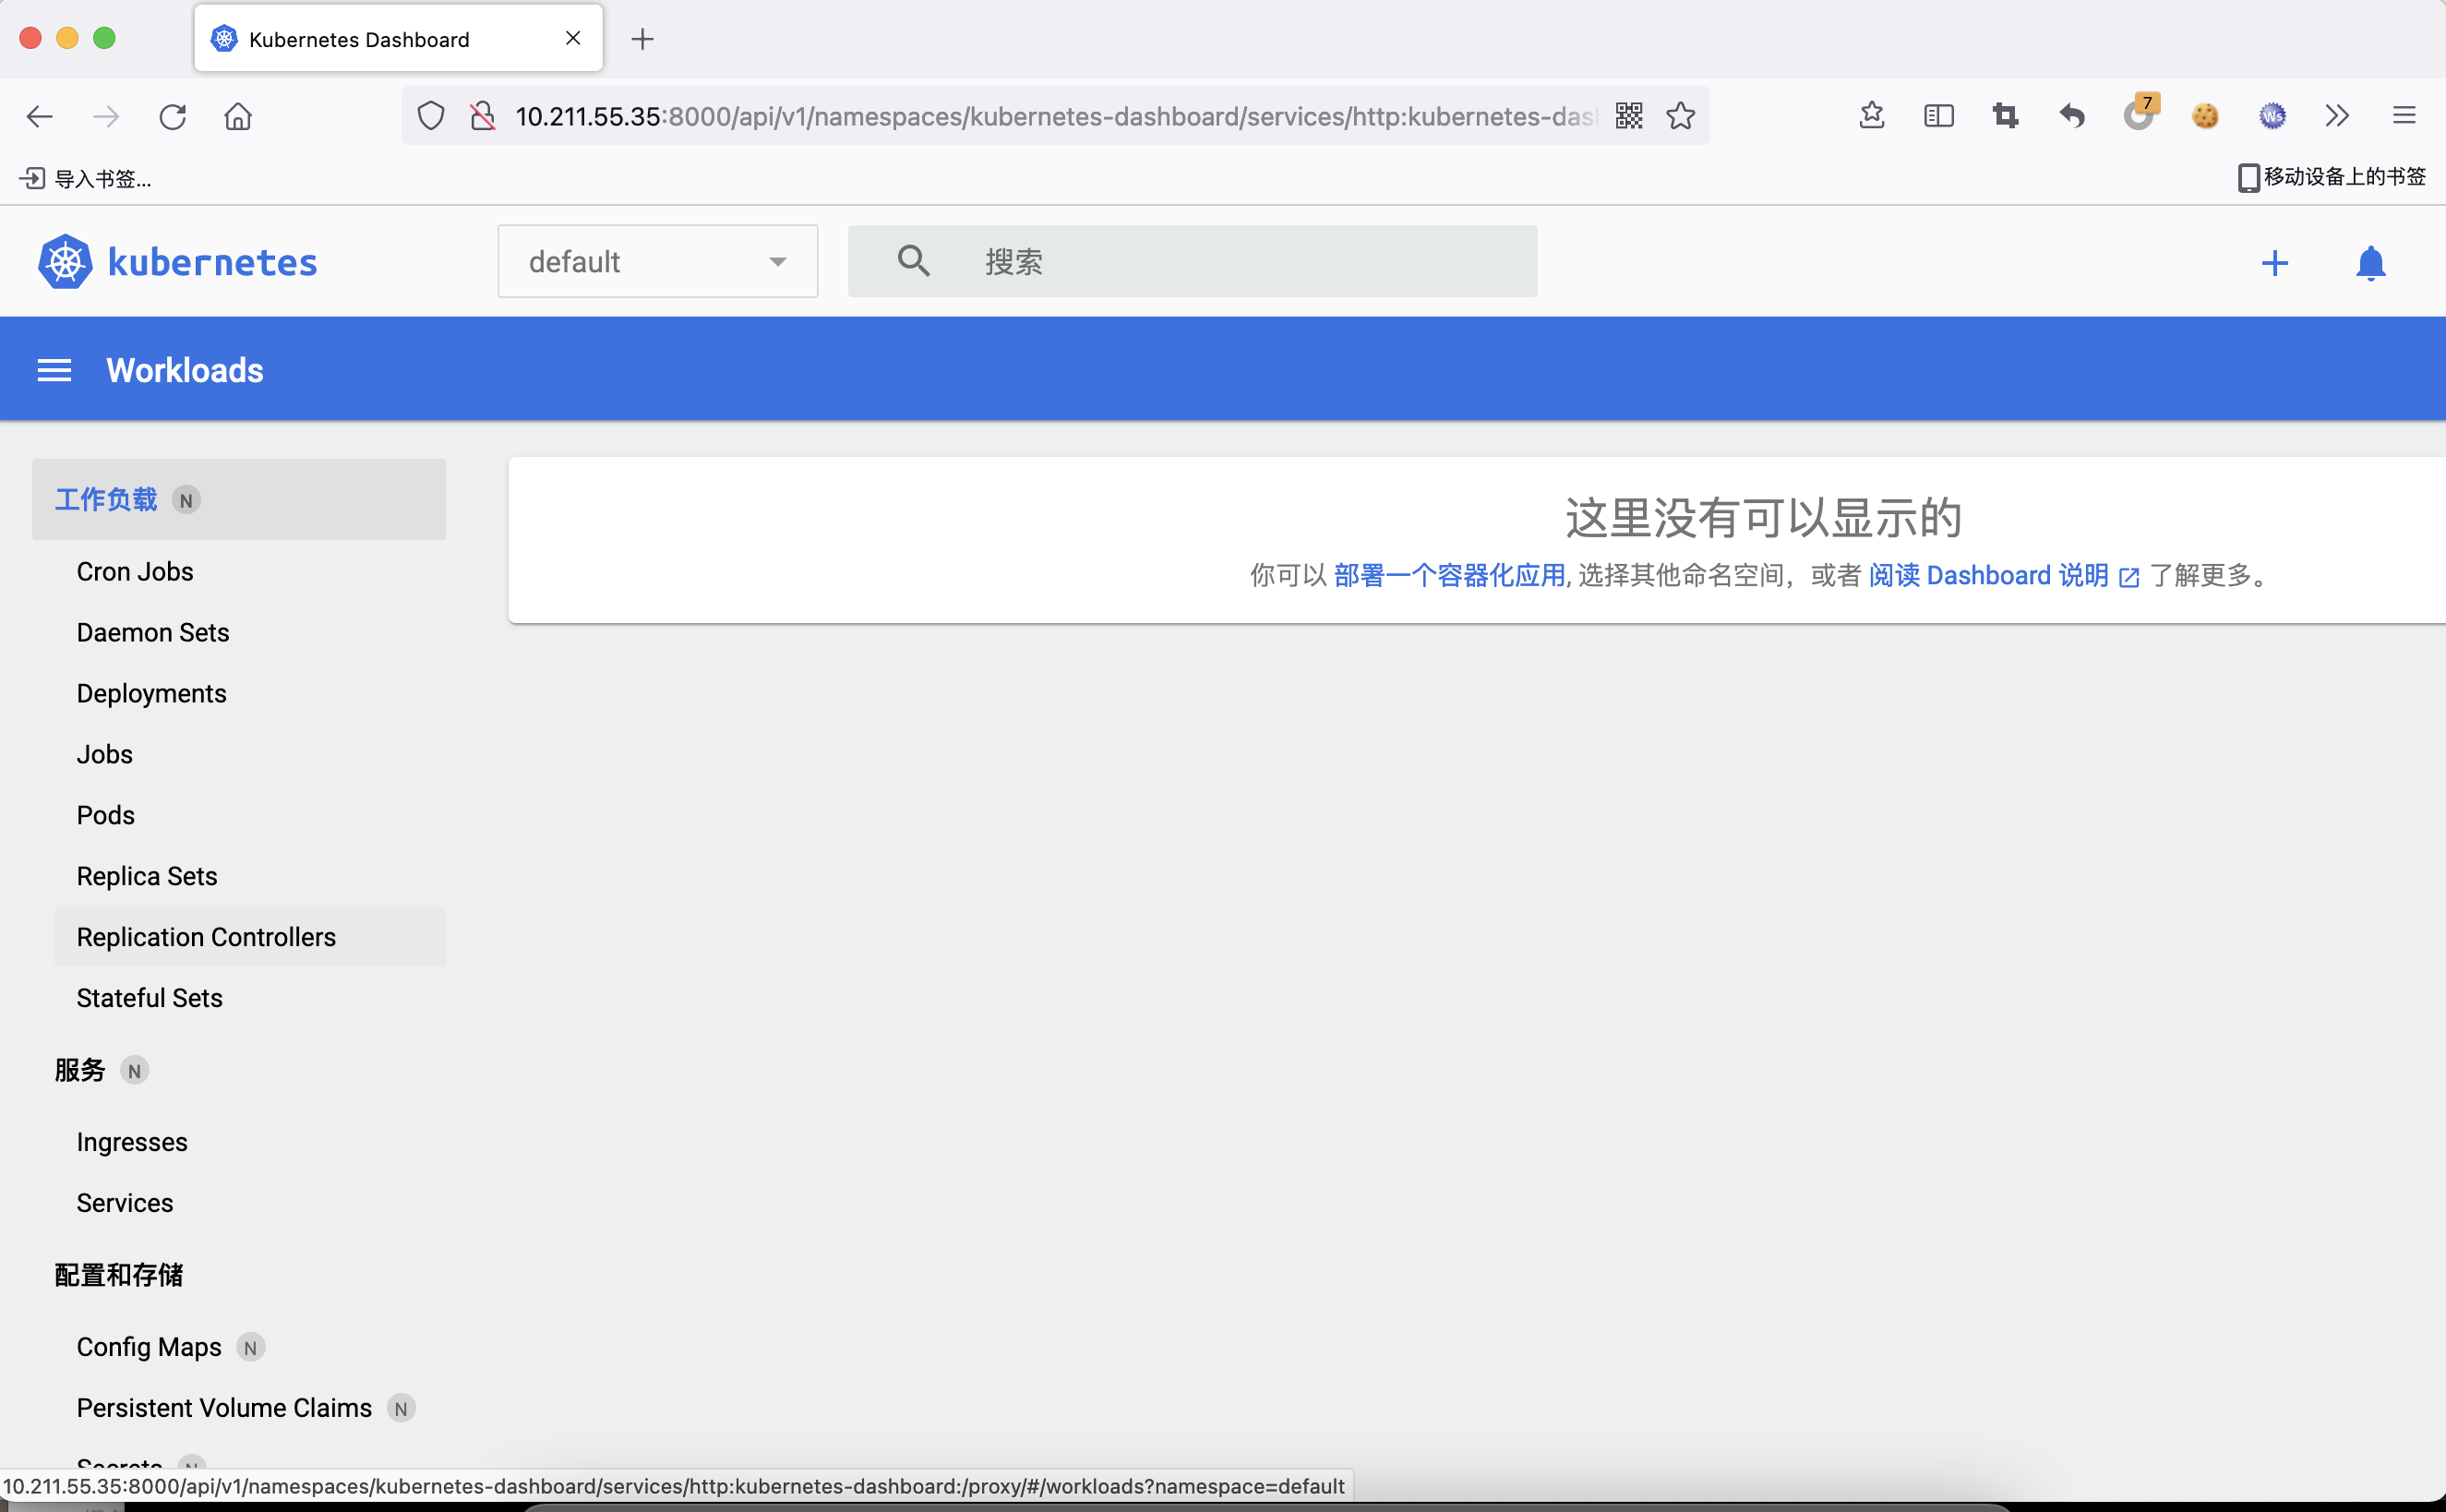 Kubernetes Dashboard
10.211.55.35:8000/api/v1/namespaces/kubernetes-dashboard/services/http:kubernetes-das
7
Ws
导入书签...
移动设备上的书签
kubernetes
default
搜索
Workloads
工作负载 N
Cron Jobs
Daemon Sets
Deployments
Jobs
Pods
Replica Sets
Replication Controllers
Stateful Sets
服务 N
Ingresses
Services
配置和存储
Config Maps N
Persistent Volume Claims N
Secrets N
这里没有可以显示的
你可以 部署一个容器化应用, 选择其他命名空间，或者 阅读 Dashboard 说明 了解更多。
10.211.55.35:8000/api/v1/namespaces/kubernetes-dashboard/services/http:kubernetes-dashboard:/proxy/#/workloads?namespace=default